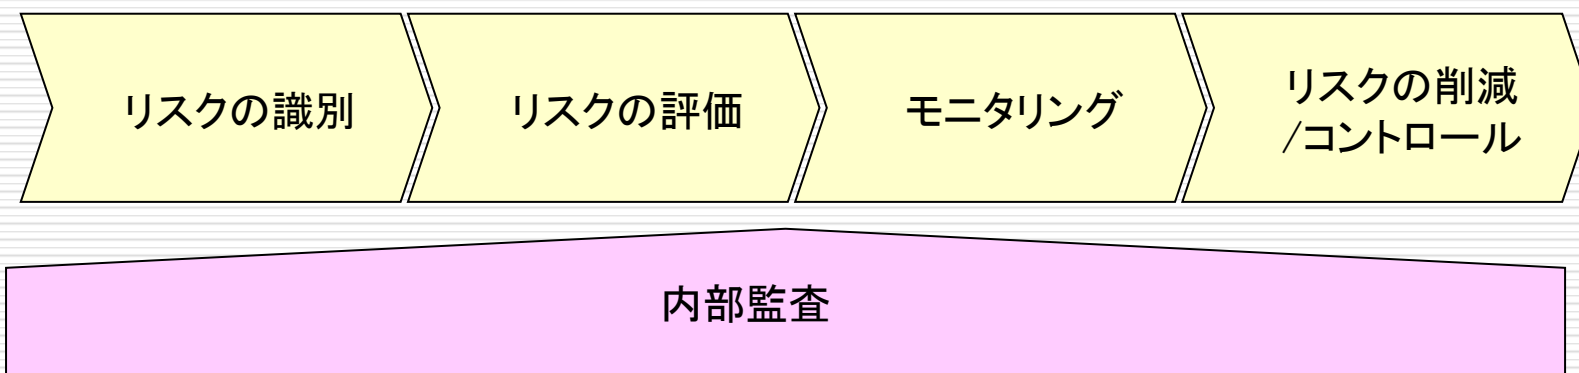 リスクの識別
リスクの評価
モニタリング
リスクの削減
/コントロール
内部監査